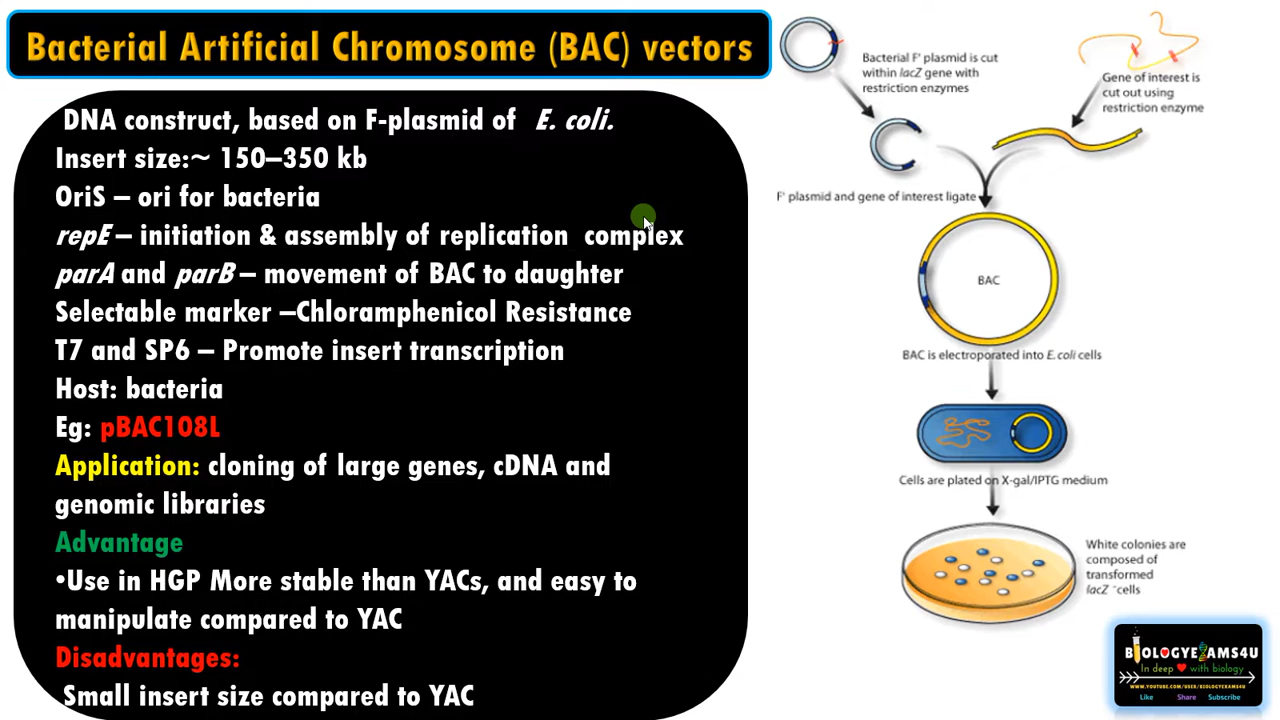 Bacterial Artificial Chromosome (BAC) vectors
DNA construct, based on F-plasmid of E. coli.
Insert size:~ 150–350 kb
OriS – ori for bacteria
repE – initiation & assembly of replication complex
parA and parB – movement of BAC to daughter
Selectable marker –Chloramphenicol Resistance
T7 and SP6 – Promote insert transcription
Host: bacteria
Eg: pBAC108L
Application: cloning of large genes, cDNA and
genomic libraries
Advantage
•Use in HGP More stable than YACs, and easy to
manipulate compared to YAC
Disadvantages:
Small insert size compared to YAC
Bacterial F' plasmid is cut
within lacZ gene with
restriction enzymes
Gene of interest is
cut out using
restriction enzyme
F' plasmid and gene of interest ligate
BAC
BAC is electroporated into E. coli cells
Cells are plated on X-gal/IPTG medium
White colonies are
composed of
transformed
lacZ ⁻cells
BIOLOGYEXAMS4U
In deep ❤ with biology
WWW.YOUTUBE.COM/USER/BIOLOGYEXAMS4U
Like Share Subscribe